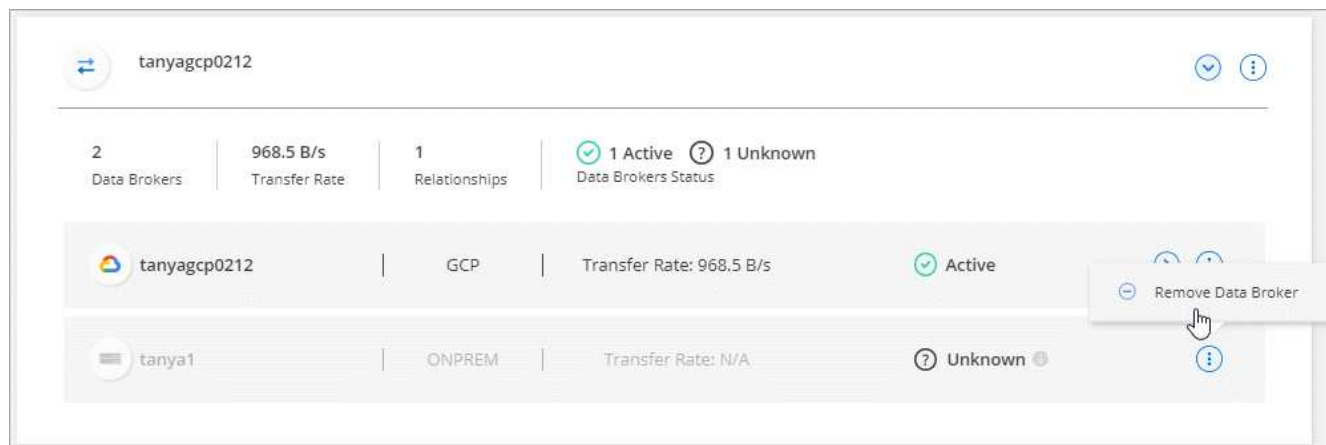 tanyagcp0212
2 968.5 B/s 1 1 Active 1 Unknown
Data Brokers Transfer Rate Relationships Data Brokers Status
tanyagcp0212 GCP Transfer Rate: 968.5 B/s Active
Remove Data Broker
tanya1 ONPREM Transfer Rate: N/A Unknown